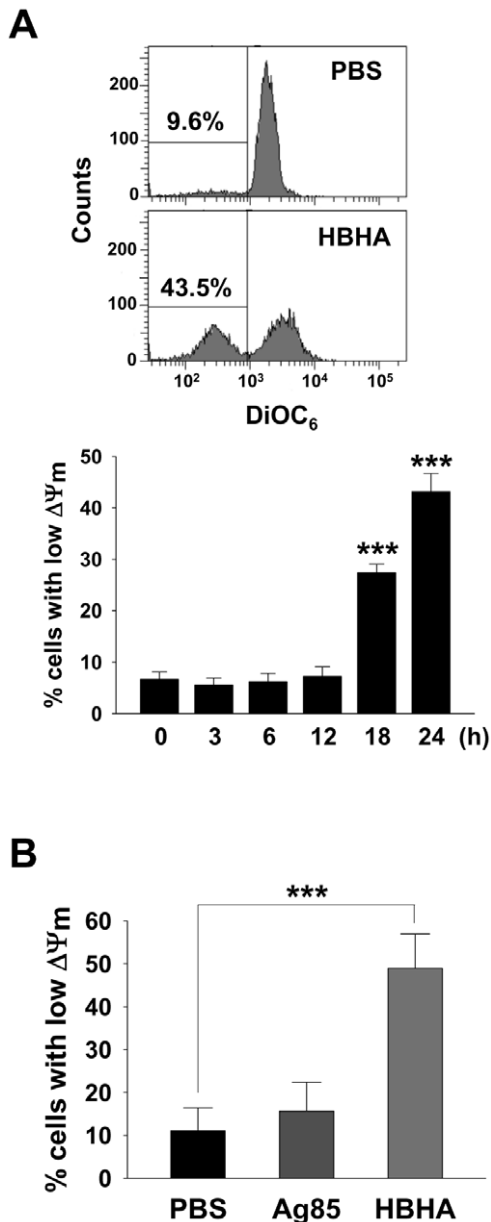 A
PBS
200
9.6%
100
0
Counts
HBHA
200
43.5%
100
0
10² 10³ 10⁴ 10⁵
DiOC₆
50
40
30
20
10
0
% cells with low ΔΨm
***
***
0 3 6 12 18 24 (h)
B
***
60
50
40
30
20
10
0
% cells with low ΔΨm
PBS Ag85 HBHA